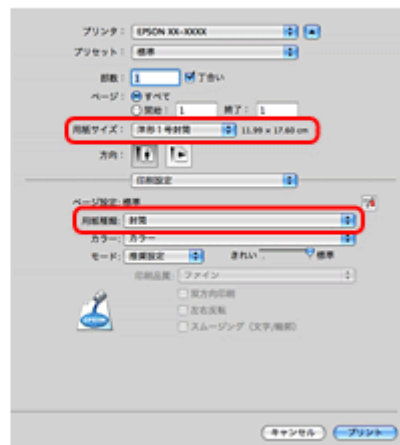 プリンタ： EPSON XX-XXXX
プリセット： 標準
部数： 1 丁合い
ページ： すべて
開始： 1 終了： 1
用紙サイズ： 洋形1号封筒 11.99 x 17.60 cm
方向：
印刷設定
ページ設定：標準
用紙種類： 封筒
カラー： カラー
モード： 推奨設定 きれい 標準
印刷品質： ファイン
双方向印刷
左右反転
スムージング（文字/輪郭）
EPSON
キャンセル プリント